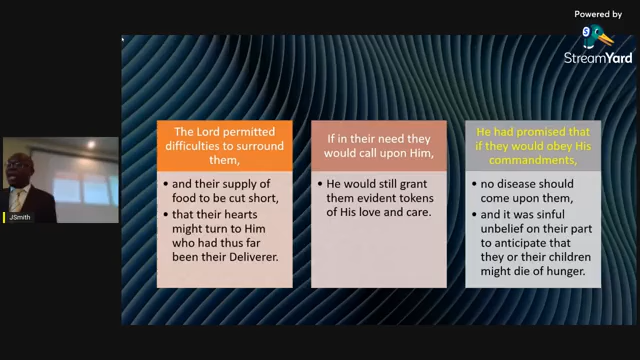 Powered by
S
StreamYard
The Lord permitted
difficulties to surround
them,
• and their supply of
food to be cut short,
• that their hearts
might turn to Him
who had thus far
been their Deliverer.
If in their need they
would call upon Him,
• He would still grant
them evident tokens
of His love and care.
He had promised that
if they would obey His
commandments,
• no disease should
come upon them,
• and it was sinful
unbelief on their part
to anticipate that
they or their children
might die of hunger.
JSmith